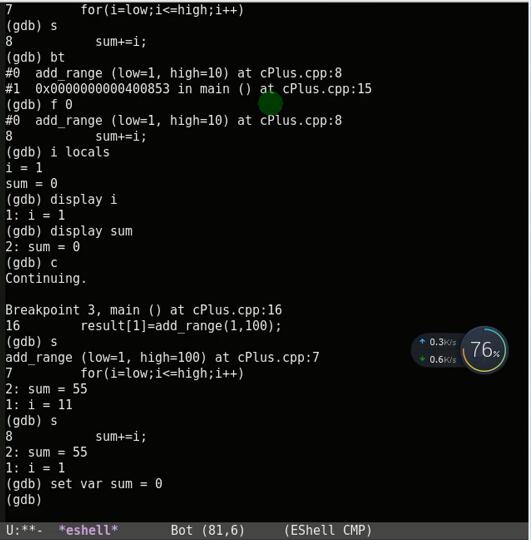 7         for(i=low;i<=high;i++)
(gdb) s
8           sum+=i;
(gdb) bt
#0  add_range (low=1, high=10) at cPlus.cpp:8
#1  0x0000000000400853 in main () at cPlus.cpp:15
(gdb) f 0
#0  add_range (low=1, high=10) at cPlus.cpp:8
8           sum+=i;
(gdb) i locals
i = 1
sum = 0
(gdb) display i
1: i = 1
(gdb) display sum
2: sum = 0
(gdb) c
Continuing.

Breakpoint 3, main () at cPlus.cpp:16
16        result[1]=add_range(1,100);
(gdb) s
add_range (low=1, high=100) at cPlus.cpp:7
7         for(i=low;i<=high;i++)
2: sum = 55
1: i = 11
(gdb) s
8           sum+=i;
2: sum = 55
1: i = 1
(gdb) set var sum = 0
(gdb)
↑ 0.3K/s
↓ 0.6K/s
76%
U:**-  *eshell*      Bot (81,6)     (EShell CMP)